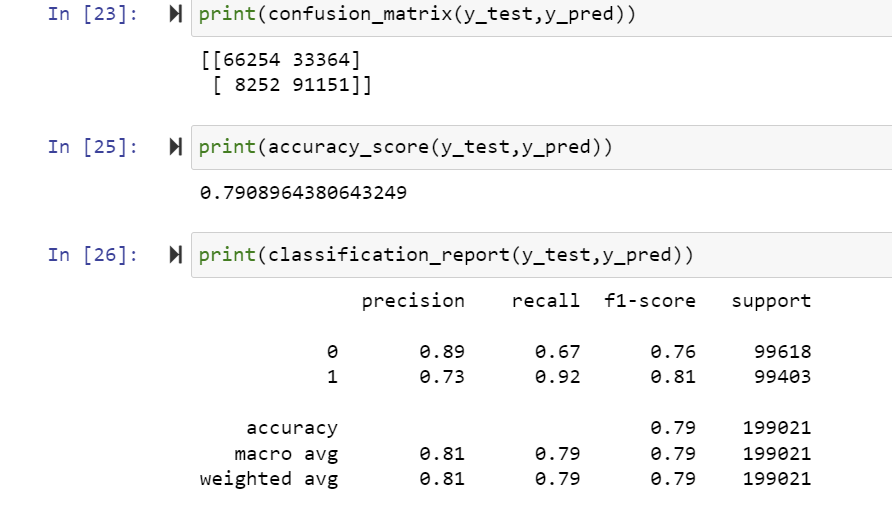 In [23]: print(confusion_matrix(y_test,y_pred))
[[66254 33364]
[ 8252 91151]]
In [25]: print(accuracy_score(y_test,y_pred))
0.7908964380643249
In [26]: print(classification_report(y_test,y_pred))
precision recall f1-score support
0 0.89 0.67 0.76 99618
1 0.73 0.92 0.81 99403
accuracy 0.79 199021
macro avg 0.81 0.79 0.79 199021
weighted avg 0.81 0.79 0.79 199021